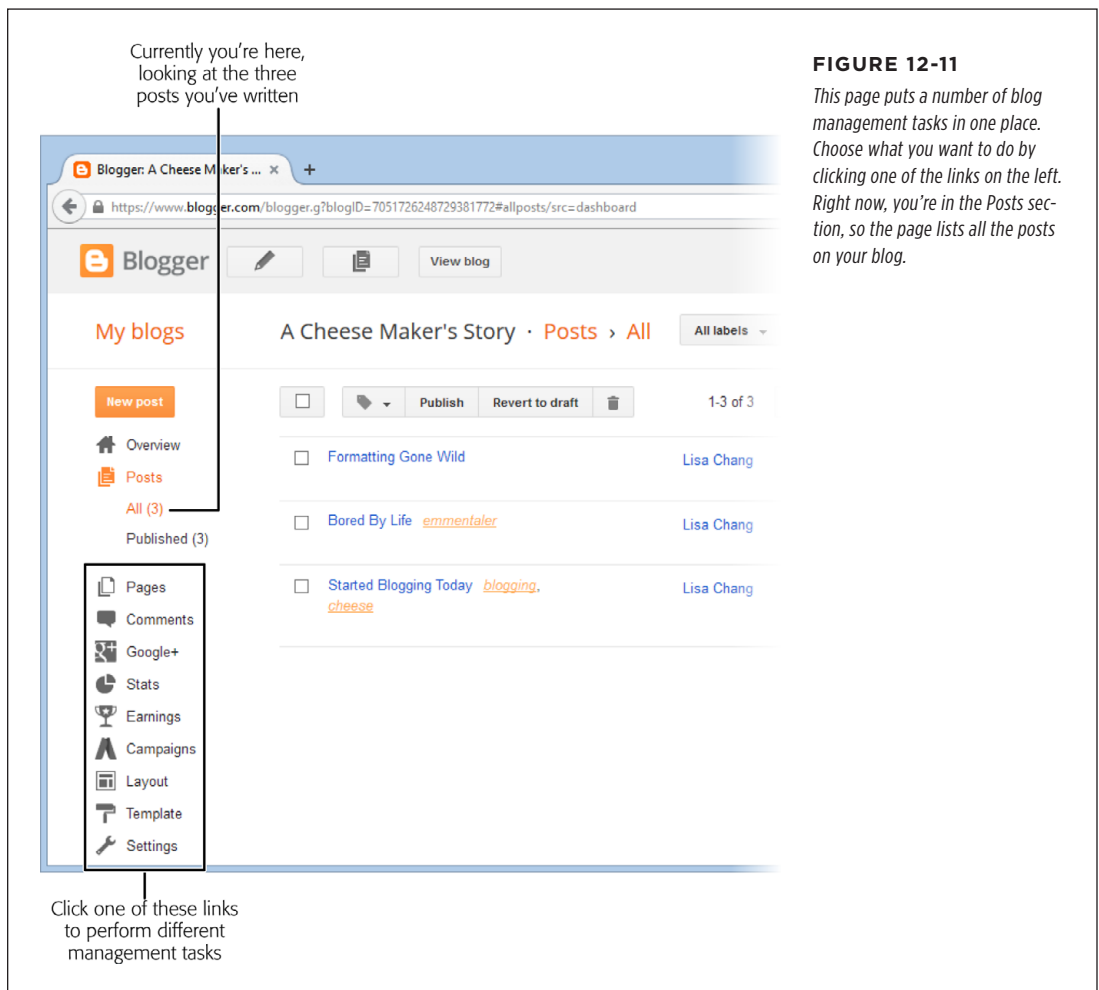 Currently you're here,
looking at the three
posts you've written
FIGURE 12-11
This page puts a number of blog
management tasks in one place.
Choose what you want to do by
clicking one of the links on the left.
Right now, you're in the Posts sec-
tion, so the page lists all the posts
on your blog.
Blogger: A Cheese Maker's ... × +
https://www.blogger.com/blogger.g?blogID=7051726248729381772#allposts/src=dashboard
Blogger
View blog
My blogs
A Cheese Maker's Story · Posts › All
All labels
New post
Publish
Revert to draft
1-3 of 3
Overview
Posts
All (3)
Published (3)
Pages
Comments
Google+
Stats
Earnings
Campaigns
Layout
Template
Settings
Formatting Gone Wild
Lisa Chang
Bored By Life emmentaler
Lisa Chang
Started Blogging Today blogging,
cheese
Lisa Chang
Click one of these links
to perform different
management tasks